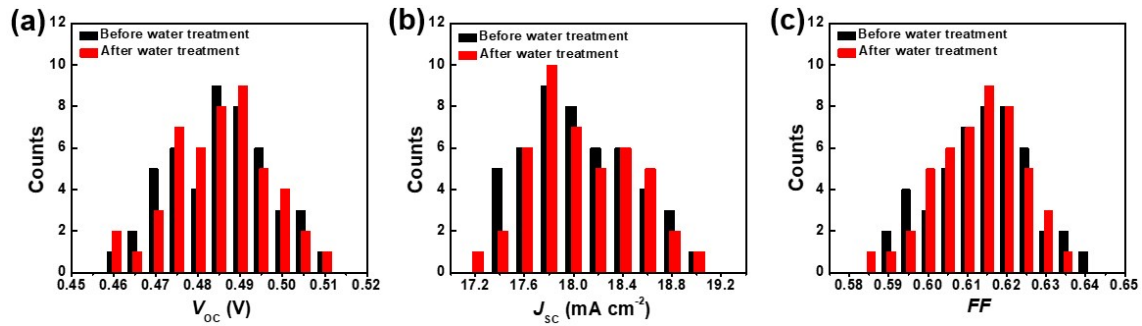 (a)
12
10
8
6
4
2
0
Counts
Before water treatment
After water treatment
0.45 0.46 0.47 0.48 0.49 0.50 0.51 0.52
Voc (V)
(b)
12
10
8
6
4
2
0
Counts
Before water treatment
After water treatment
17.2 17.6 18.0 18.4 18.8 19.2
Jsc (mA cm-2)
(c)
12
10
8
6
4
2
0
Counts
Before water treatment
After water treatment
0.58 0.59 0.60 0.61 0.62 0.63 0.64 0.65
FF